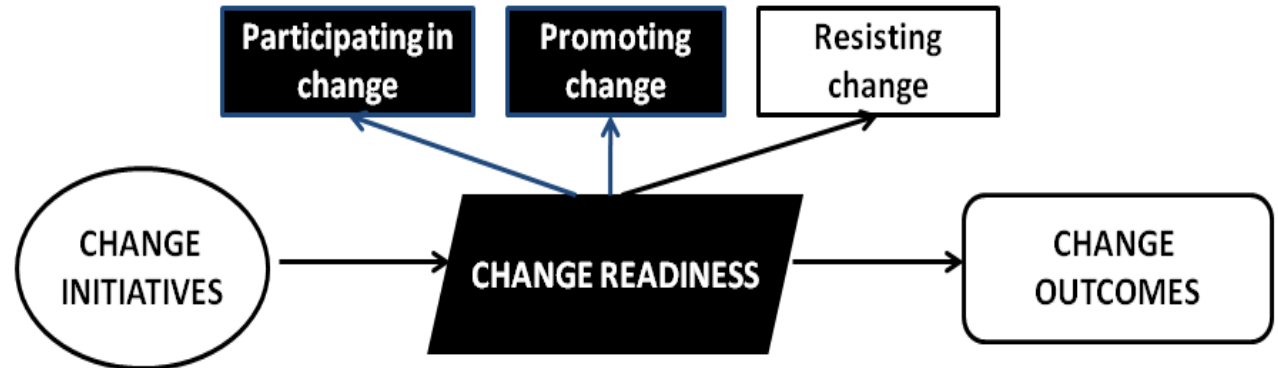 Participating in
change
Promoting
change
Resisting
change
CHANGE
INITIATIVES
CHANGE READINESS
CHANGE
OUTCOMES